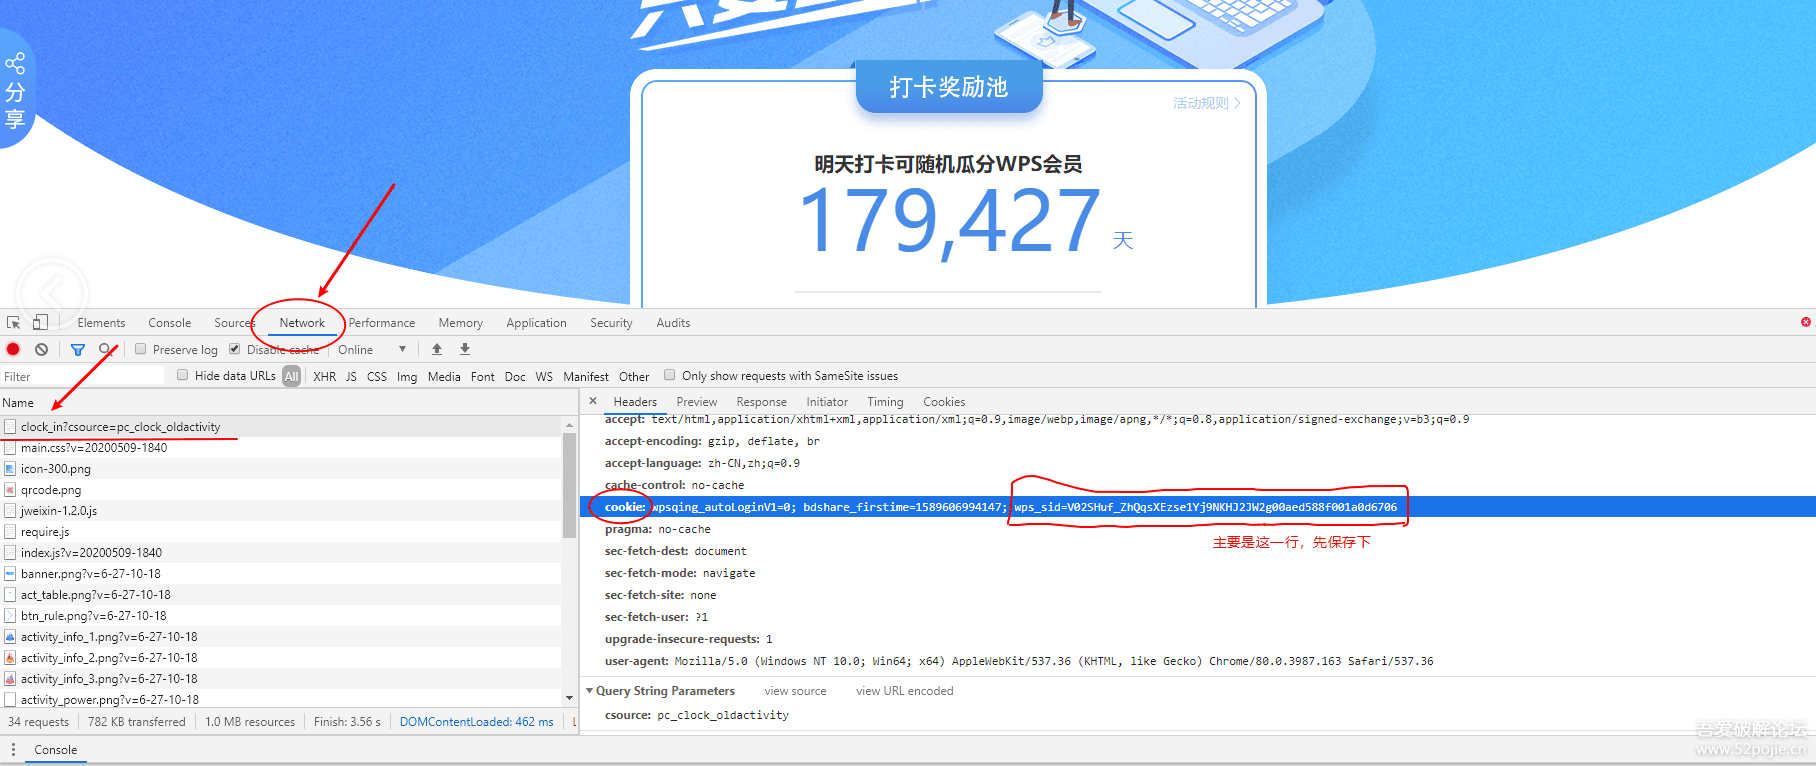 分
享
打卡奖励池
活动规则
明天打卡可随机瓜分WPS会员
179,427 天
Elements Console Sources Network Performance Memory Application Security Audits
Preserve log Disable cache Online
Filter Hide data URLs All XHR JS CSS Img Media Font Doc WS Manifest Other Only show requests with SameSite issues
Name
clock_in?csource=pc_clock_oldactivity
main.css?v=20200509-1840
icon-300.png
qrcode.png
jweixin-1.2.0.js
require.js
index.js?v=20200509-1840
banner.png?v=6-27-10-18
act_table.png?v=6-27-10-18
btn_rule.png?v=6-27-10-18
activity_info_1.png?v=6-27-10-18
activity_info_2.png?v=6-27-10-18
activity_info_3.png?v=6-27-10-18
activity_power.png?v=6-27-10-18
34 requests 782 KB transferred 1.0 MB resources Finish: 3.56 s DOMContentLoaded: 462 ms L
Headers Preview Response Initiator Timing Cookies
accept: text/html,application/xhtml+xml,application/xml;q=0.9,image/webp,image/apng,*/*;q=0.8,application/signed-exchange;v=b3;q=0.9
accept-encoding: gzip, deflate, br
accept-language: zh-CN,zh;q=0.9
cache-control: no-cache
cookie: wpsqing_autoLoginV1=0; bdshare_firstime=1589606994147; wps_sid=V02SHuf_ZhQqsXEzse1Yj9NKHJ2JW2g00aed588f001a0d6706
pragma: no-cache
主要是这一行，先保存下
sec-fetch-dest: document
sec-fetch-mode: navigate
sec-fetch-site: none
sec-fetch-user: ?1
upgrade-insecure-requests: 1
user-agent: Mozilla/5.0 (Windows NT 10.0; Win64; x64) AppleWebKit/537.36 (KHTML, like Gecko) Chrome/80.0.3987.163 Safari/537.36
Query String Parameters view source view URL encoded
csource: pc_clock_oldactivity
Console
吾爱破解论坛
www.52pojie.cn